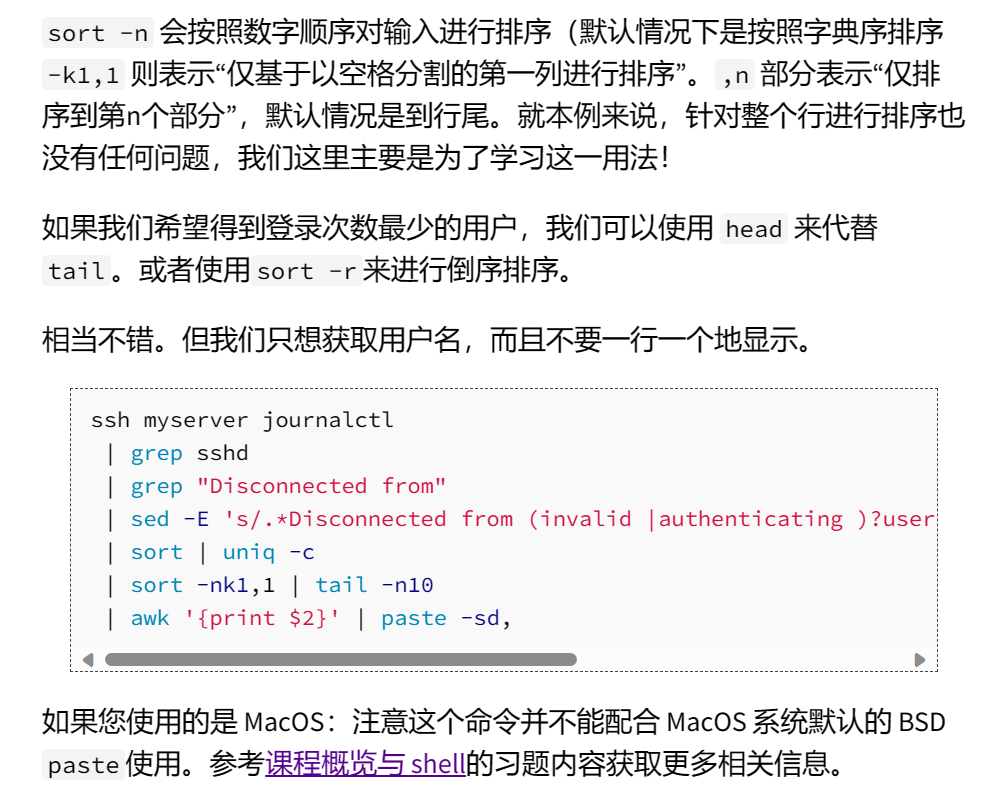 sort -n 会按照数字顺序对输入进行排序（默认情况下是按照字典序排序
-k1,1 则表示“仅基于以空格分割的第一列进行排序”。,n 部分表示“仅排
序到第n个部分”，默认情况是到行尾。就本例来说，针对整个行进行排序也
没有任何问题，我们这里主要是为了学习这一用法！
如果我们希望得到登录次数最少的用户，我们可以使用 head 来代替
tail。或者使用 sort -r 来进行倒序排序。
相当不错。但我们只想获取用户名，而且不要一行一个地显示。
ssh myserver journalctl
 | grep sshd
 | grep "Disconnected from"
 | sed -E 's/.*Disconnected from (invalid |authenticating )?user
 | sort | uniq -c
 | sort -nk1,1 | tail -n10
 | awk '{print $2}' | paste -sd,
如果您使用的是 MacOS：注意这个命令并不能配合 MacOS 系统默认的 BSD
paste 使用。参考课程概览与 shell的习题内容获取更多相关信息。